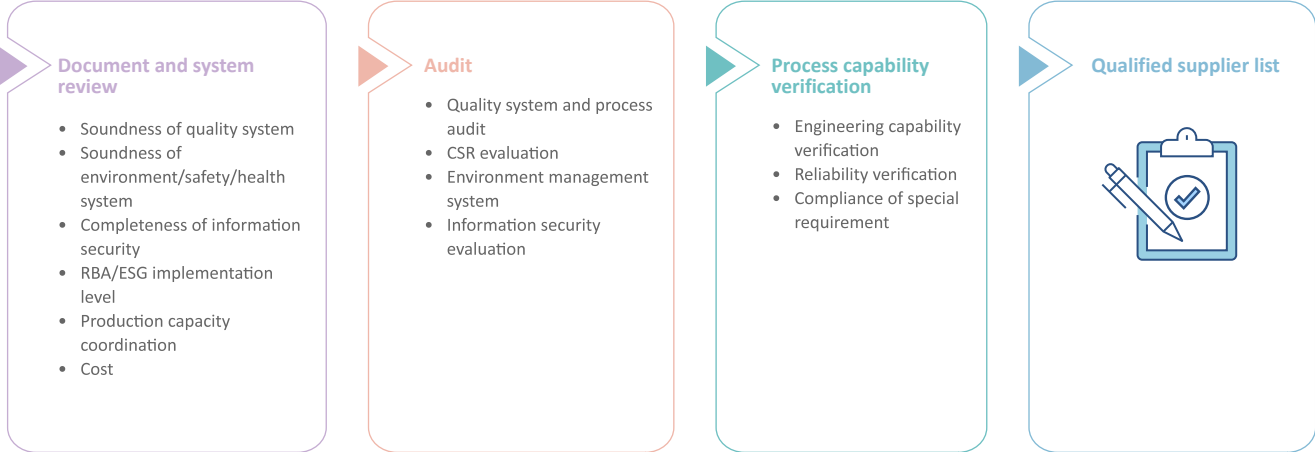 Document and system
review
• Soundness of quality system
• Soundness of
environment/safety/health
system
• Completeness of information
security
• RBA/ESG implementation
level
• Production capacity
coordination
• Cost
Audit
• Quality system and process
audit
• CSR evaluation
• Environment management
system
• Information security
evaluation
Process capability
verification
• Engineering capability
verification
• Reliability verification
• Compliance of special
requirement
Qualified supplier list